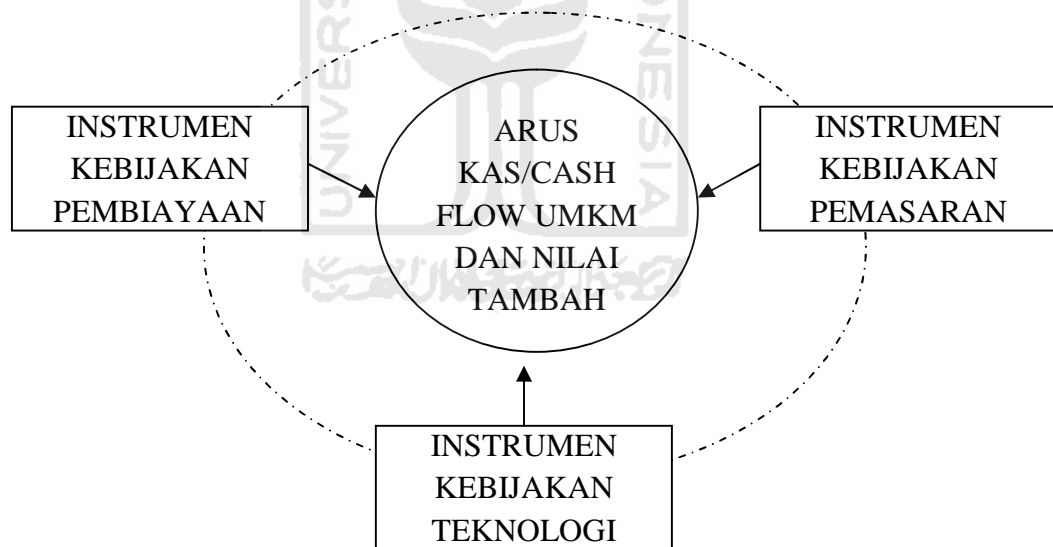 INSTRUMEN
KEBIJAKAN
PEMBIAYAAN
ARUS
KAS/CASH
FLOW UMKM
DAN NILAI
TAMBAH
INSTRUMEN
KEBIJAKAN
PEMASARAN
INSTRUMEN
KEBIJAKAN
TEKNOLOGI